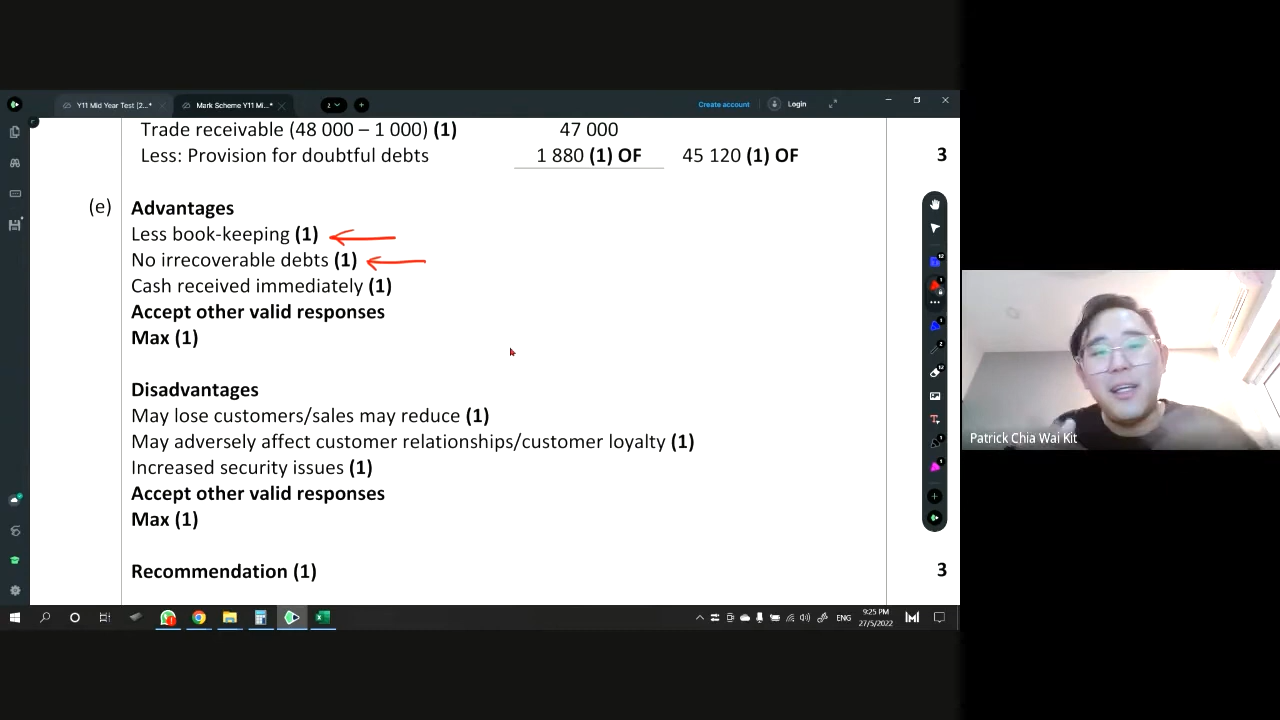 Y11 Mid Year Test (2...*
Mark Scheme Y11 Mi...*
2
Create account
Login
Trade receivable (48 000 – 1 000) (1) 47 000
Less: Provision for doubtful debts 1 880 (1) OF 45 120 (1) OF 3
(e) Advantages
Less book-keeping (1)
No irrecoverable debts (1)
Cash received immediately (1)
Accept other valid responses
Max (1)
Disadvantages
May lose customers/sales may reduce (1)
May adversely affect customer relationships/customer loyalty (1)
Increased security issues (1)
Accept other valid responses
Max (1)
Recommendation (1) 3
Patrick Chia Wai Kit
ENG
9:25 PM
27/5/2022